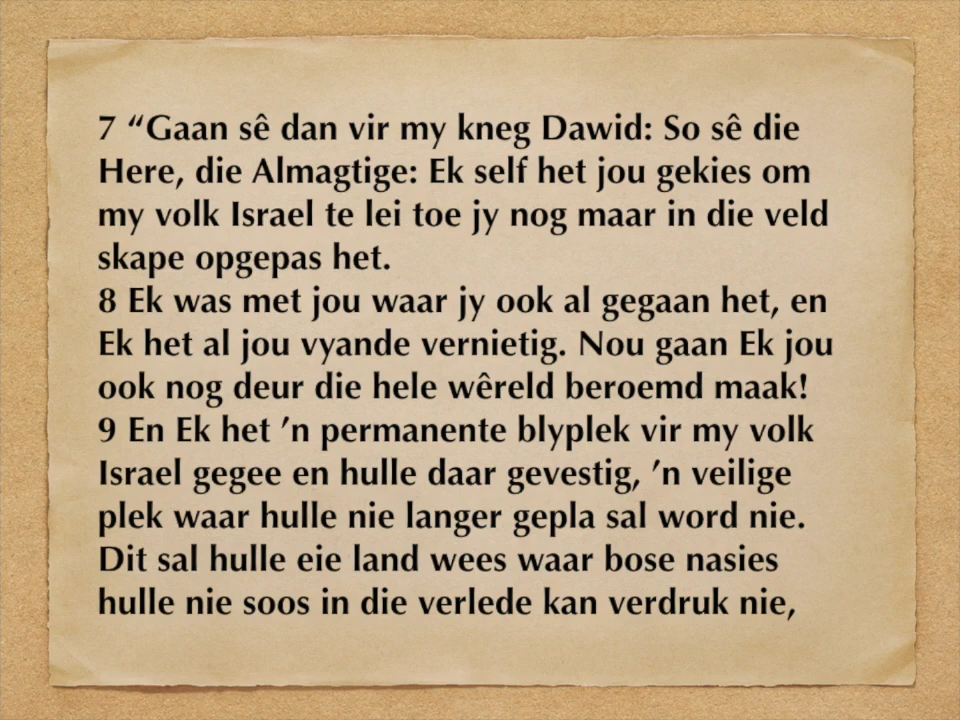 7 “Gaan sê dan vir my kneg Dawid: So sê die
Here, die Almagtige: Ek self het jou gekies om
my volk Israel te lei toe jy nog maar in die veld
skape opgepas het.
8 Ek was met jou waar jy ook al gegaan het, en
Ek het al jou vyande vernietig. Nou gaan Ek jou
ook nog deur die hele wêreld beroemd maak!
9 En Ek het ’n permanente blyplek vir my volk
Israel gegee en hulle daar gevestig, ’n veilige
plek waar hulle nie langer gepla sal word nie.
Dit sal hulle eie land wees waar bose nasies
hulle nie soos in die verlede kan verdruk nie,